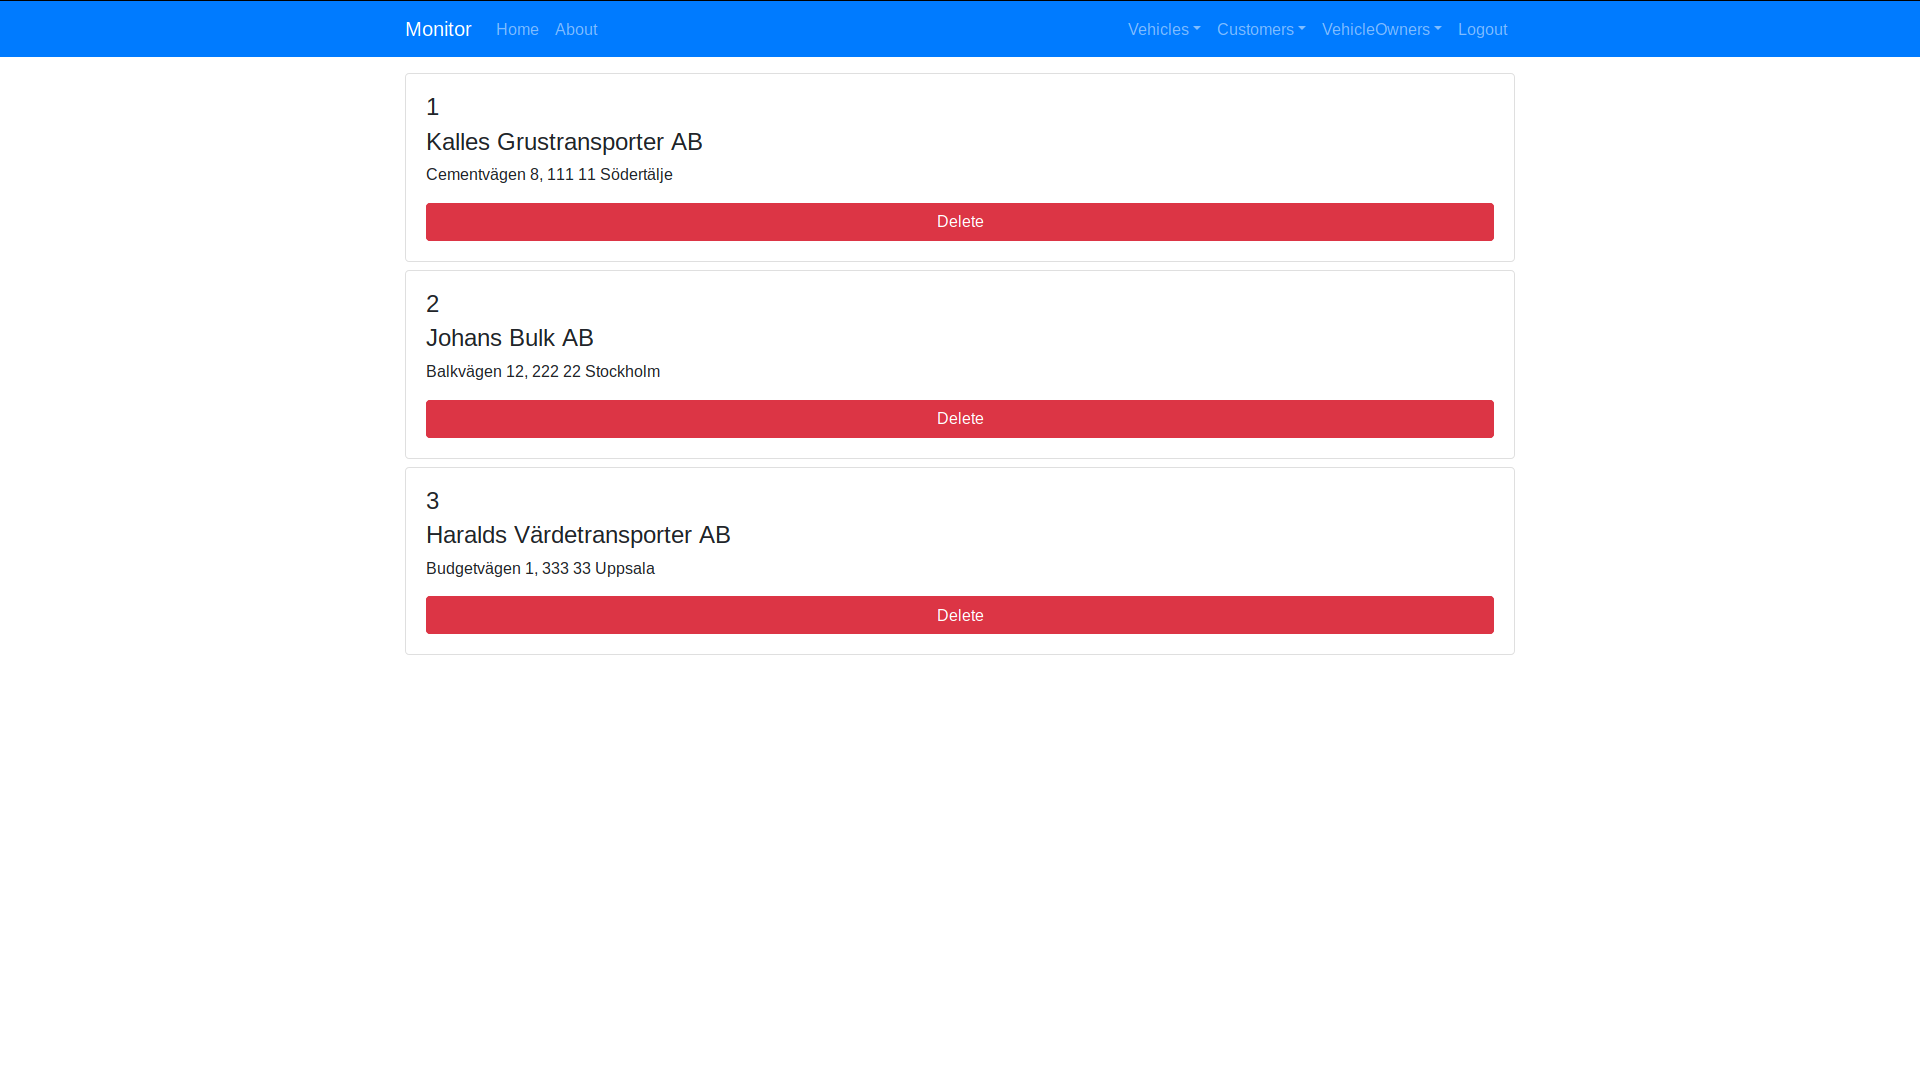 Monitor Home About Vehicles Customers VehicleOwners Logout
1
Kalles Grustransporter AB
Cementvägen 8, 111 11 Södertälje
Delete
2
Johans Bulk AB
Balkvägen 12, 222 22 Stockholm
Delete
3
Haralds Värdetransporter AB
Budgetvägen 1, 333 33 Uppsala
Delete